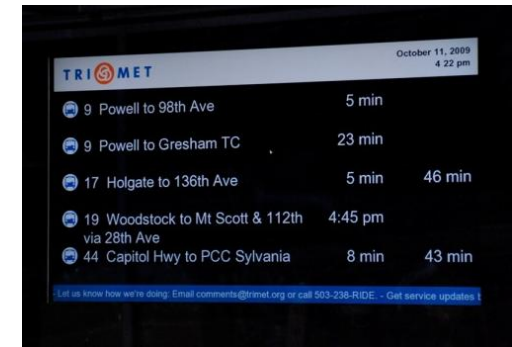 October 11, 2009
TRIMET 4 22 pm
9 Powell to 98th Ave 5 min
9 Powell to Gresham TC 23 min
17 Holgate to 136th Ave 5 min 46 min
19 Woodstock to Mt Scott & 112th 4:45 pm
via 28th Ave
44 Capitol Hwy to PCC Sylvania 8 min 43 min
- Let us know how we're doing: Email comments@trimet.org or call 503-238-RIDE. - Get service updates